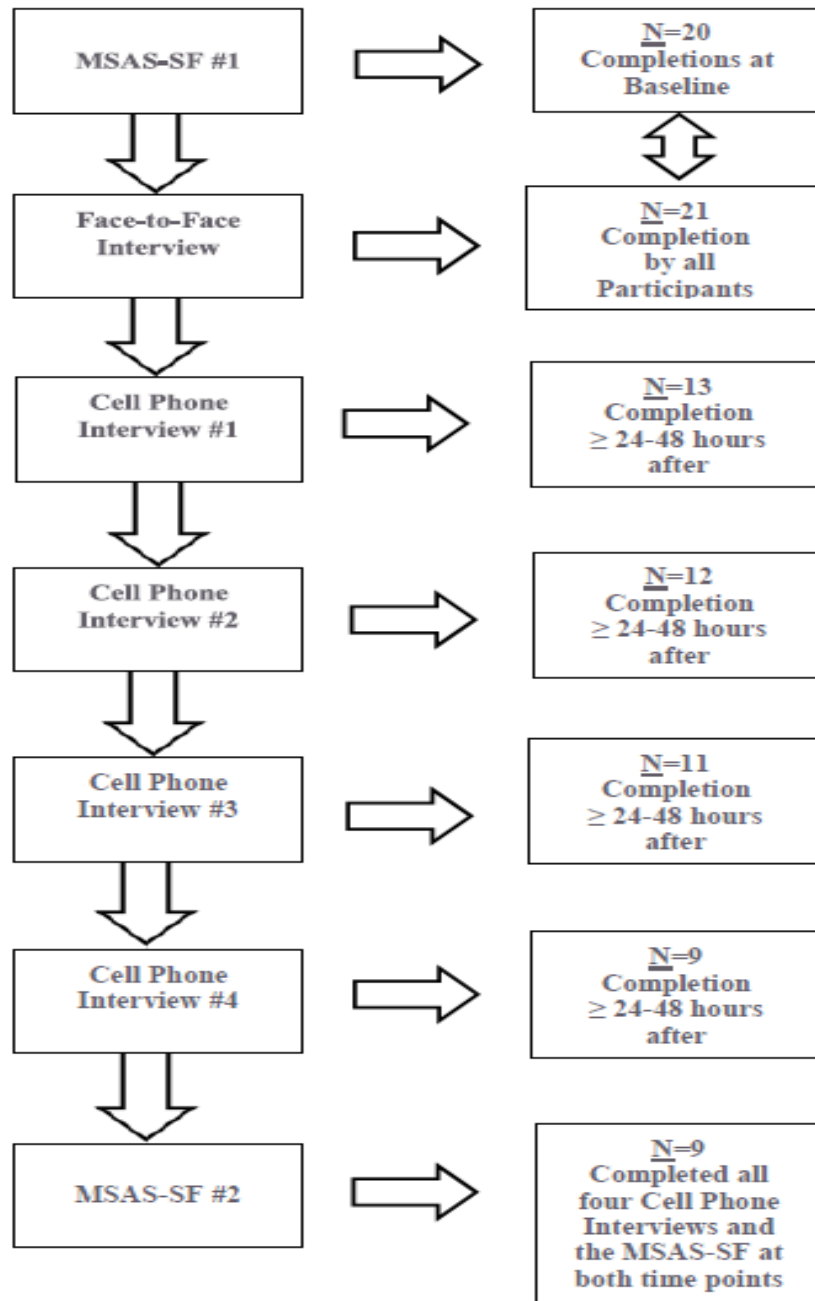 MSAS-SF #1
N=20
Completions at
Baseline
Face-to-Face
Interview
N=21
Completion
by all
Participants
Cell Phone
Interview #1
N=13
Completion
≥ 24-48 hours
after
Cell Phone
Interview #2
N=12
Completion
≥ 24-48 hours
after
Cell Phone
Interview #3
N=11
Completion
≥ 24-48 hours
after
Cell Phone
Interview #4
N=9
Completion
≥ 24-48 hours
after
MSAS-SF #2
N=9
Completed all
four Cell Phone
Interviews and
the MSAS-SF at
both time points